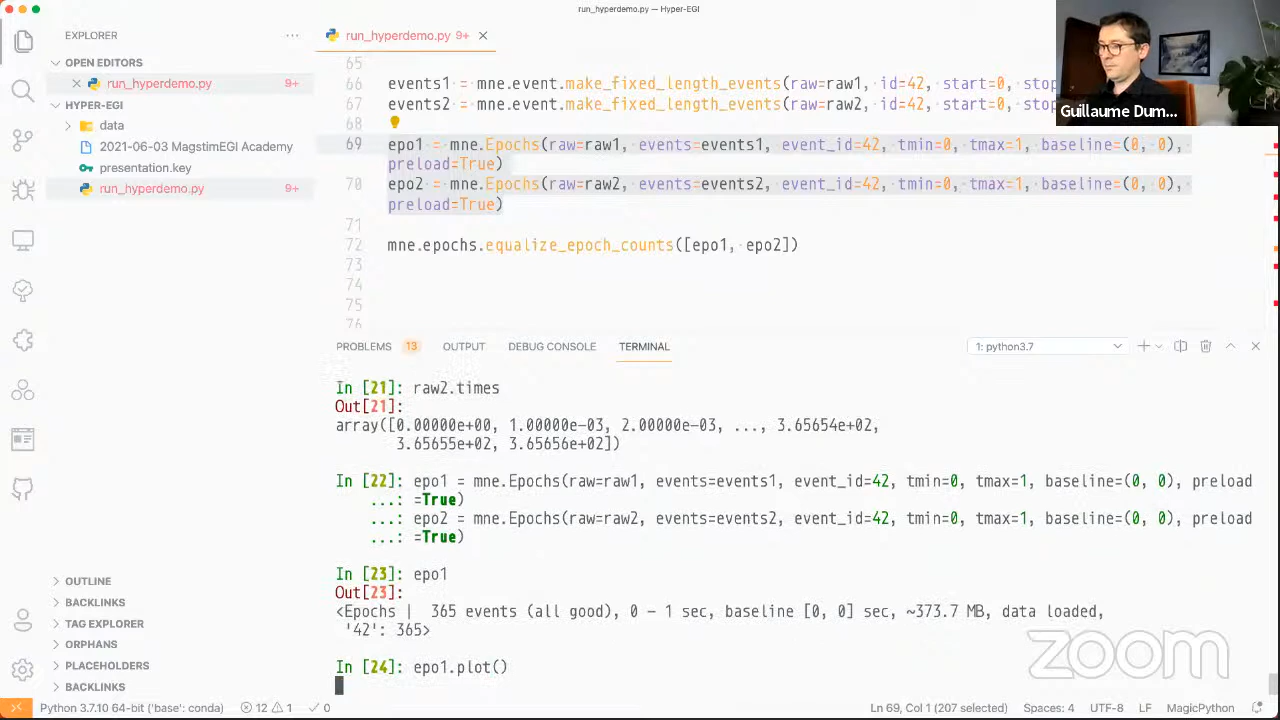 run_hyperdemo.py — Hyper-EGI
EXPLORER
run_hyperdemo.py 9+
OPEN EDITORS
run_hyperdemo.py 9+
HYPER-EGI
data
2021-06-03 MagstimEGI Academy
presentation.key
run_hyperdemo.py 9+
OUTLINE
BACKLINKS
TAG EXPLORER
ORPHANS
PLACEHOLDERS
BACKLINKS
65
66 events1 = mne.event.make_fixed_length_events(raw=raw1, id=42, start=0, stop
67 events2 = mne.event.make_fixed_length_events(raw=raw2, id=42, start=0, stop
68
69 epo1 = mne.Epochs(raw=raw1, events=events1, event_id=42, tmin=0, tmax=1, baseline=(0, 0),
preload=True)
70 epo2 = mne.Epochs(raw=raw2, events=events2, event_id=42, tmin=0, tmax=1, baseline=(0, 0),
preload=True)
71
72 mne.epochs.equalize_epoch_counts([epo1, epo2])
73
74
75
76
Guillaume Dum...
PROBLEMS 13 OUTPUT DEBUG CONSOLE TERMINAL 1: python3.7
In [21]: raw2.times
Out[21]:
array([0.00000e+00, 1.00000e-03, 2.00000e-03, ..., 3.65654e+02,
3.65655e+02, 3.65656e+02])
In [22]: epo1 = mne.Epochs(raw=raw1, events=events1, event_id=42, tmin=0, tmax=1, baseline=(0, 0), preload
...: =True)
...: epo2 = mne.Epochs(raw=raw2, events=events2, event_id=42, tmin=0, tmax=1, baseline=(0, 0), preload
...: =True)
In [23]: epo1
Out[23]:
<Epochs | 365 events (all good), 0 - 1 sec, baseline [0, 0] sec, ~373.7 MB, data loaded,
'42': 365>
In [24]: epo1.plot()
zoom
Python 3.7.10 64-bit ('base': conda) 12 1 0 Ln 69, Col 1 (207 selected) Spaces: 4 UTF-8 LF MagicPython